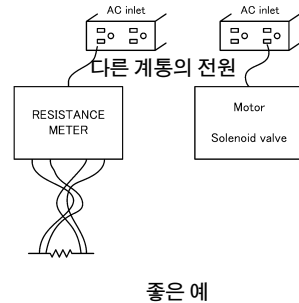 AC inlet
AC inlet
다른 계통의 전원
RESISTANCE
METER
Motor
Solenoid valve
좋은 예